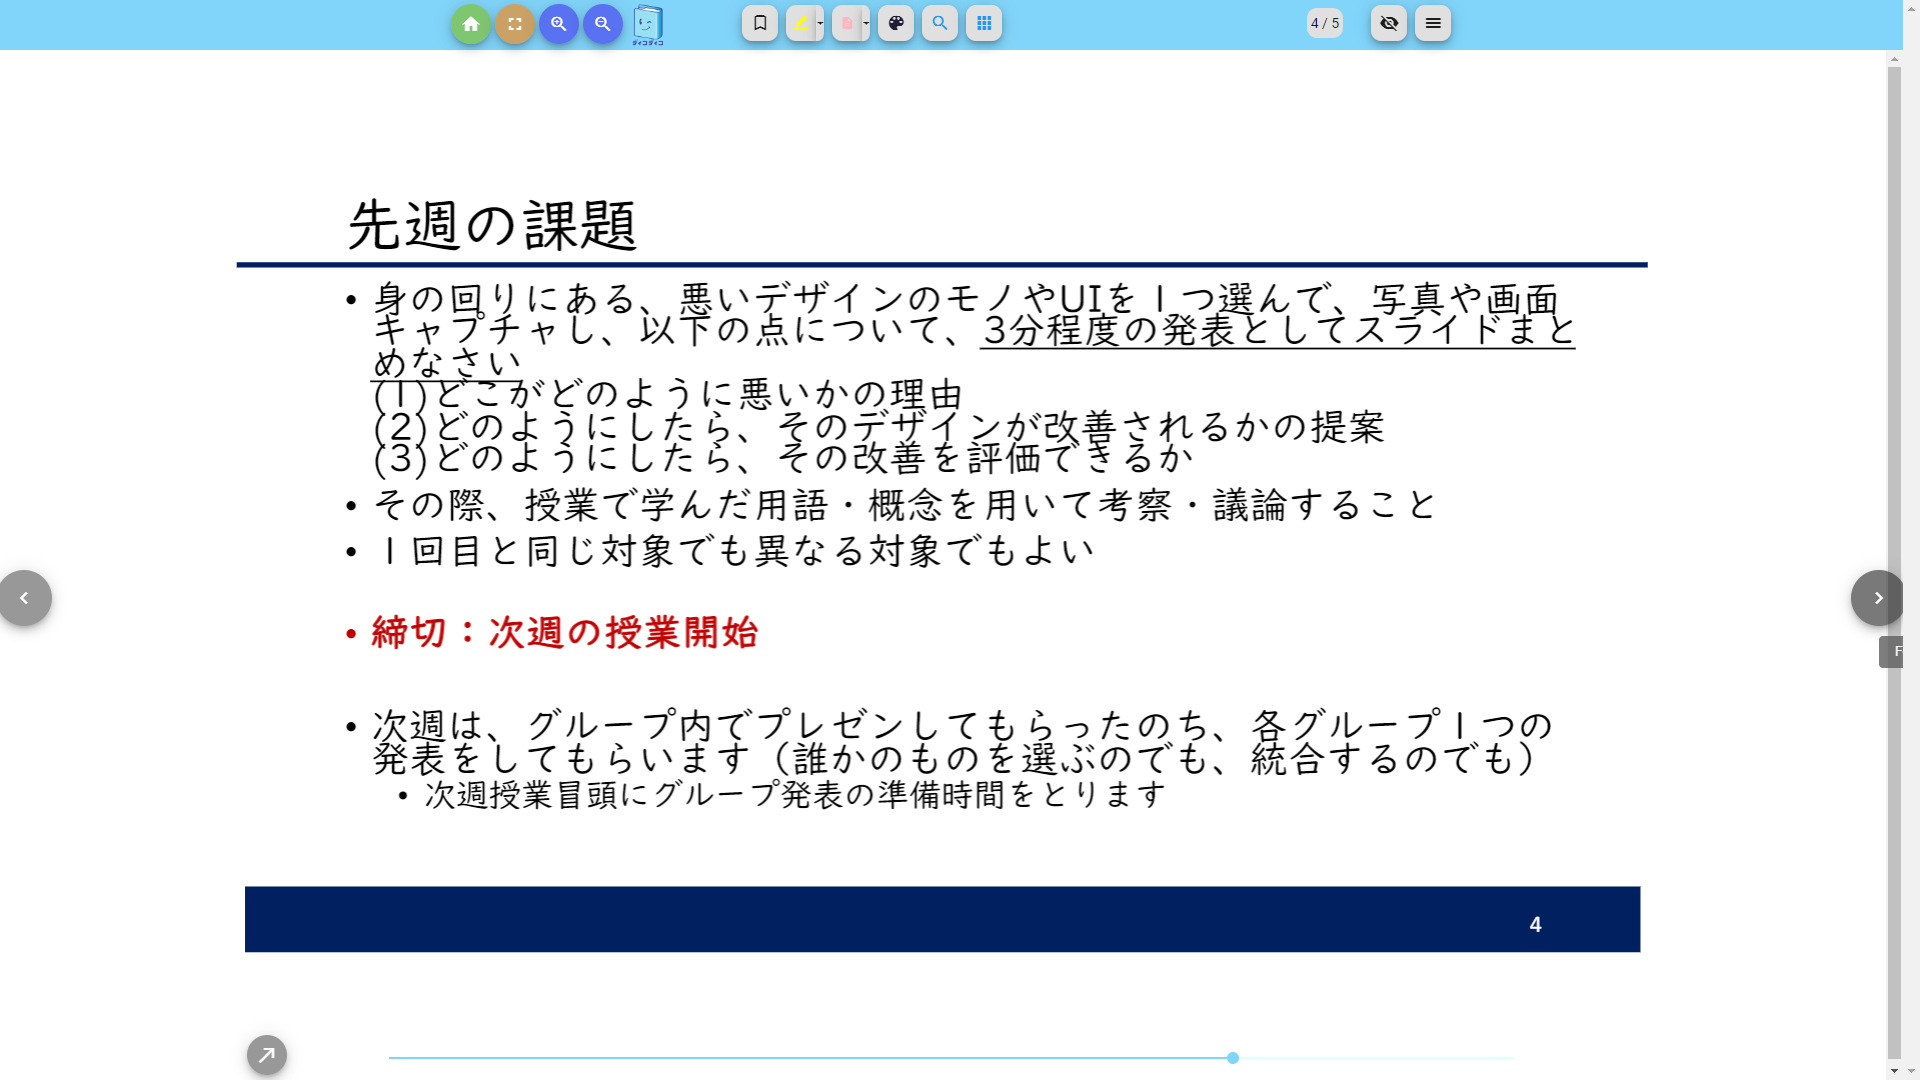 ダイコダイコ
4 / 5
先週の課題
• 身の回りにある、悪いデザインのモノやUIを1つ選んで、写真や画面
キャプチャし、以下の点について、3分程度の発表としてスライドまと
めなさい
(1)どこがどのように悪いかの理由
(2)どのようにしたら、そのデザインが改善されるかの提案
(3)どのようにしたら、その改善を評価できるか
• その際、授業で学んだ用語・概念を用いて考察・議論すること
• 1回目と同じ対象でも異なる対象でもよい
• 締切：次週の授業開始
• 次週は、グループ内でプレゼンしてもらったのち、各グループ1つの
発表をしてもらいます（誰かのものを選ぶのでも、統合するのでも）
• 次週授業冒頭にグループ発表の準備時間をとります
4